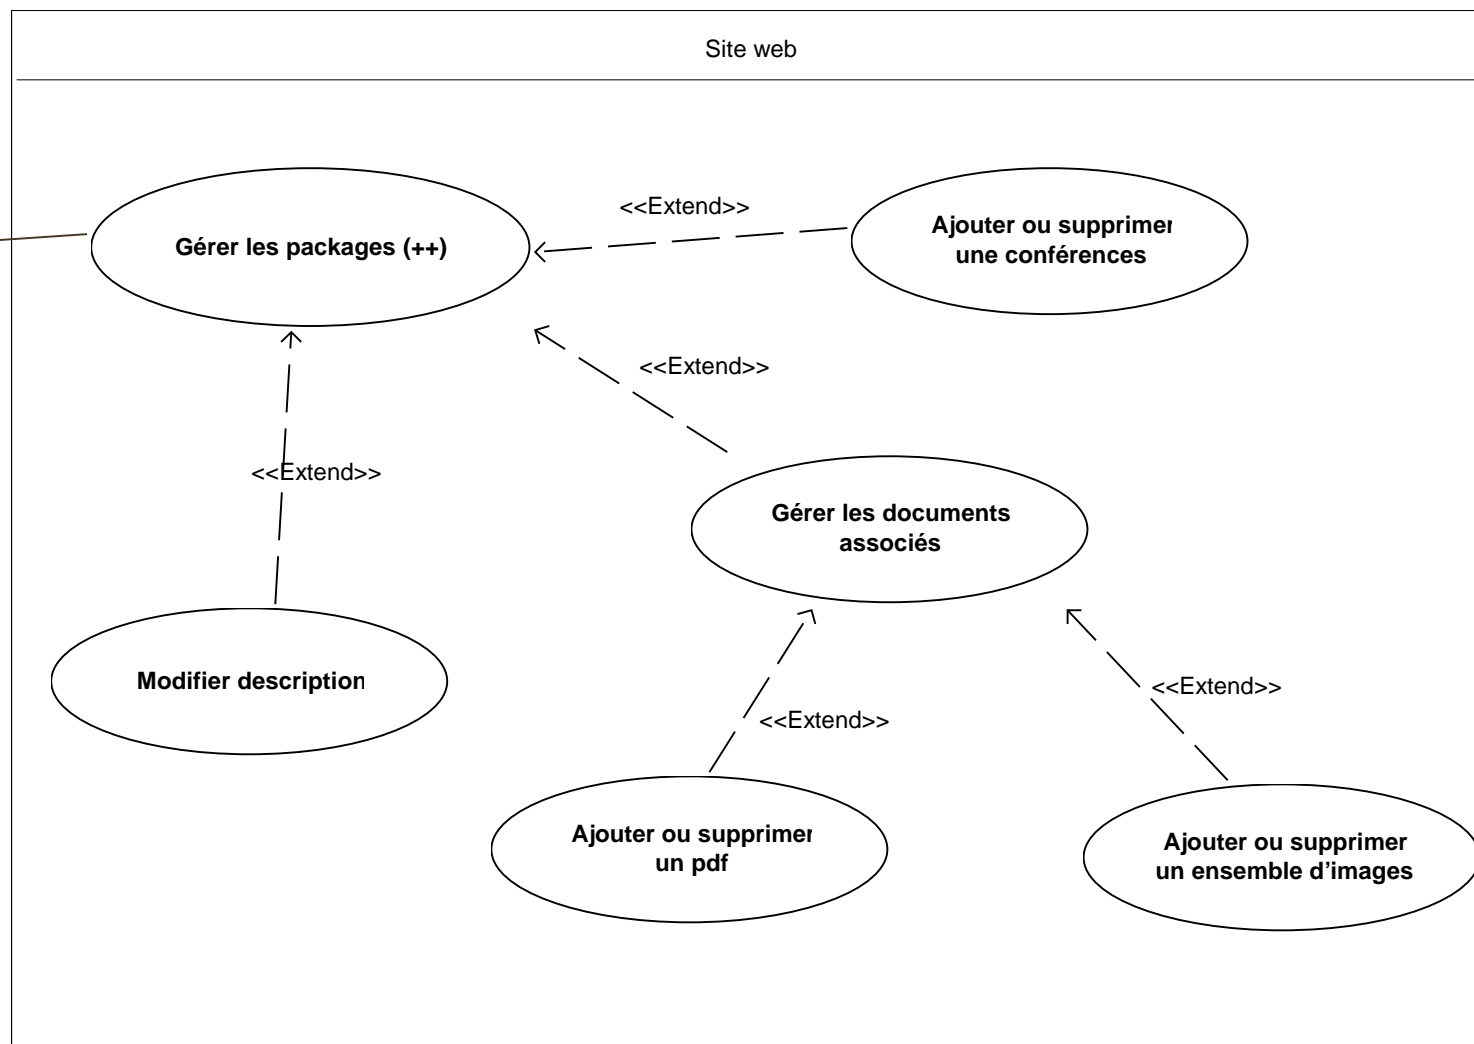 Site web
<<Extend>>
Ajouter ou supprimer
une conférences
Gérer les packages (++)
<<Extend>>
<<Extend>>
Gérer les documents
associés
Modifier description
<<Extend>>
<<Extend>>
Ajouter ou supprimer
un pdf
Ajouter ou supprimer
un ensemble d'images